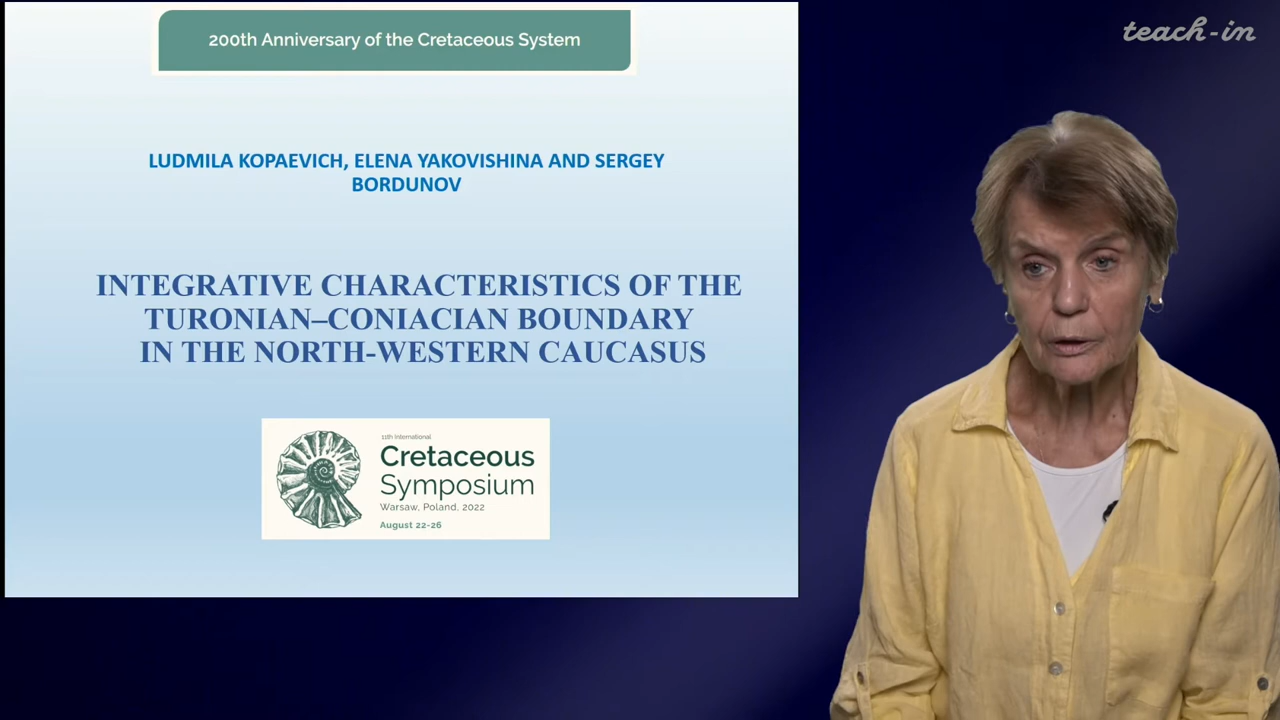 200th Anniversary of the Cretaceous System
teach-in
LUDMILA KOPAEVICH, ELENA YAKOVISHINA AND SERGEY
BORDUNOV
INTEGRATIVE CHARACTERISTICS OF THE
TURONIAN–CONIACIAN BOUNDARY
IN THE NORTH-WESTERN CAUCASUS
11th International
Cretaceous
Symposium
Warsaw, Poland, 2022
August 22-26